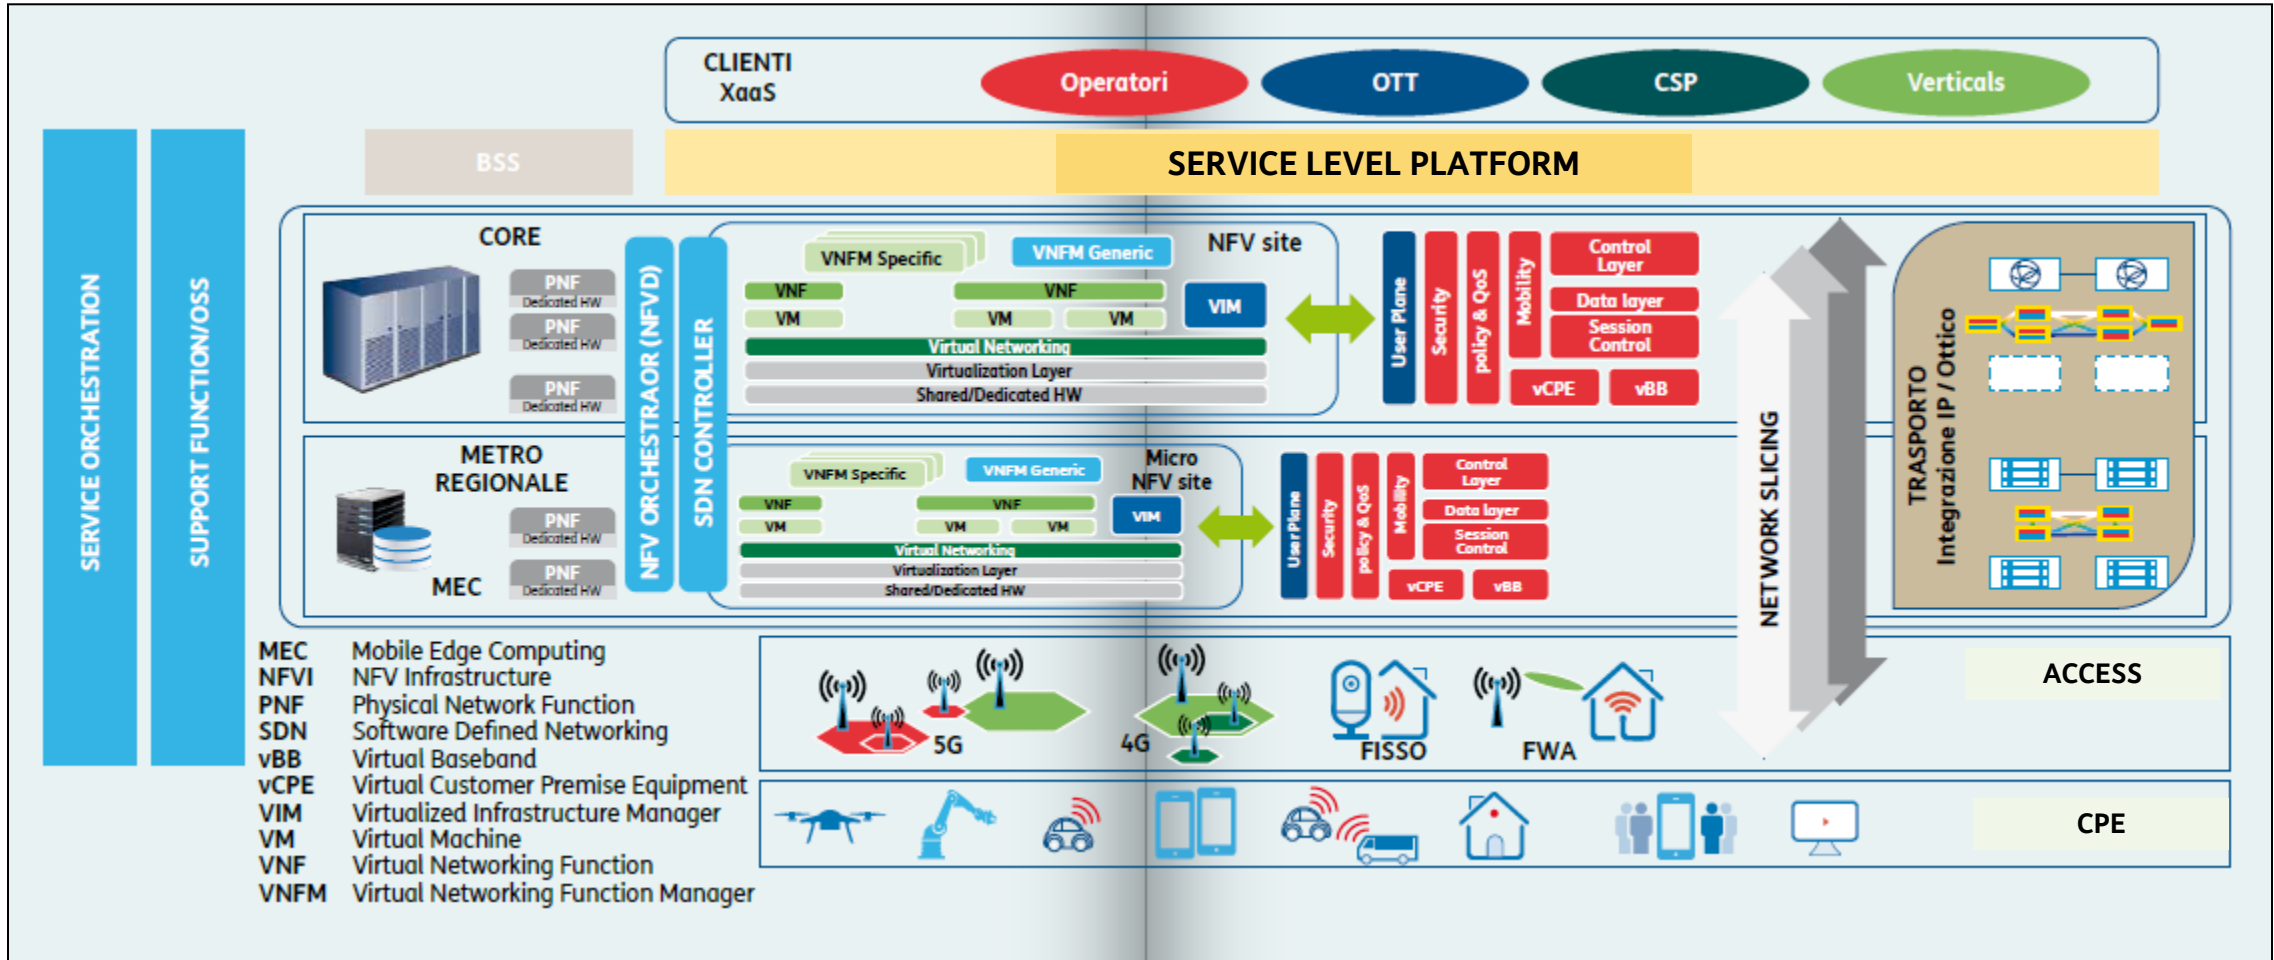 CLIENTI
XaaS
Operatori
OTT
CSP
Verticals
BSS
SERVICE LEVEL PLATFORM
SERVICE ORCHESTRATION
SUPPORT FUNCTION/OSS
CORE
PNF
Dedicated HW
PNF
Dedicated HW
PNF
Dedicated HW
NFV ORCHESTRAOR (NFVD)
SDN CONTROLLER
NFV site
VNFM Specific
VNFM Generic
VNF
VNF
VM
VM
VM
VIM
Virtual Networking
Virtualization Layer
Shared/Dedicated HW
User Plane
Security
policy & QoS
Mobility
Control
Layer
Data layer
Session
Control
vCPE
vBB
NETWORK SLICING
TRASPORTO
Integrazione IP / Ottico
METRO
REGIONALE
PNF
Dedicated HW
MEC
PNF
Dedicated HW
Micro
NFV site
VNFM Specific
VNFM Generic
VNF
VNF
VM
VM
VM
VIM
Virtual Networking
Virtualization Layer
Shared/Dedicated HW
User Plane
Security
policy & QoS
Mobility
Control
Layer
Data layer
Session
Control
vCPE
vBB
MEC Mobile Edge Computing
NFVI NFV Infrastructure
PNF Physical Network Function
SDN Software Defined Networking
vBB Virtual Baseband
vCPE Virtual Customer Premise Equipment
VIM Virtualized Infrastructure Manager
VM Virtual Machine
VNF Virtual Networking Function
VNFM Virtual Networking Function Manager
5G
4G
FISSO
FWA
ACCESS
CPE